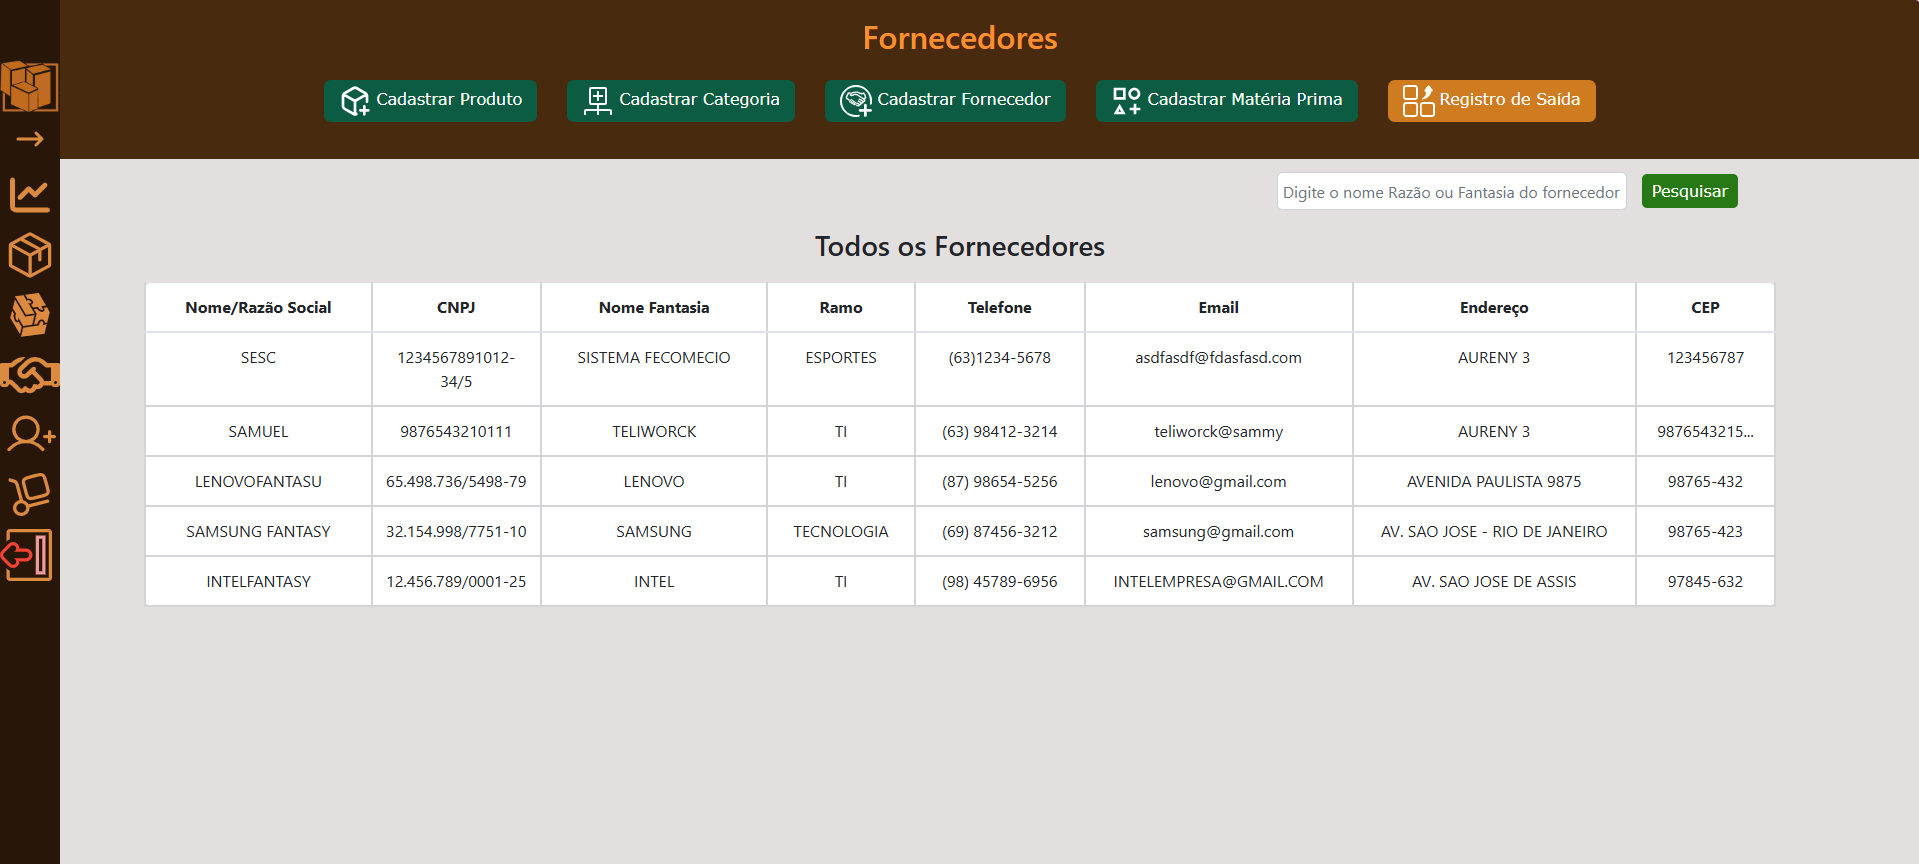 Fornecedores
Cadastrar Produto
Cadastrar Categoria
Cadastrar Fornecedor
Cadastrar Matéria Prima
Registro de Saída
Digite o nome Razão ou Fantasia do fornecedor
Pesquisar
Todos os Fornecedores
Nome/Razão Social CNPJ Nome Fantasia Ramo Telefone Email Endereço CEP
SESC 1234567891012-34/5 SISTEMA FECOMECIO ESPORTES (63)1234-5678 asdfasdf@fdasfasd.com AURENY 3 123456787
SAMUEL 9876543210111 TELIWORCK TI (63) 98412-3214 teliworck@sammy AURENY 3 9876543215...
LENOVOFANTASU 65.498.736/5498-79 LENOVO TI (87) 98654-5256 lenovo@gmail.com AVENIDA PAULISTA 9875 98765-432
SAMSUNG FANTASY 32.154.998/7751-10 SAMSUNG TECNOLOGIA (69) 87456-3212 samsung@gmail.com AV. SAO JOSE - RIO DE JANEIRO 98765-423
INTELFANTASY 12.456.789/0001-25 INTEL TI (98) 45789-6956 INTELEMPRESA@GMAIL.COM AV. SAO JOSE DE ASSIS 97845-632